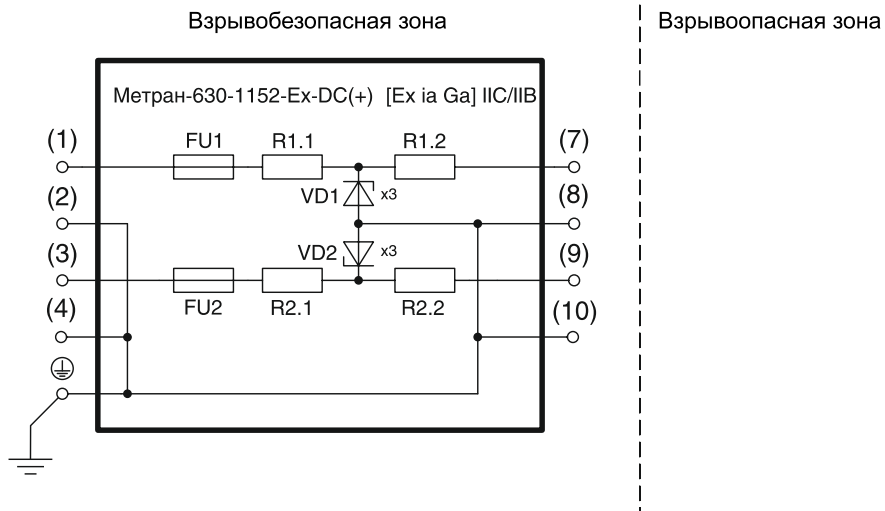 Взрывобезопасная зона
Взрывоопасная зона
Метран-630-1152-Ex-DC(+) [Ex ia Ga] IIC/IIB
(1)
FU1
R1.1
R1.2
(7)
(2)
VD1
x3
(8)
(3)
VD2
x3
(9)
FU2
R2.1
R2.2
(4)
(10)